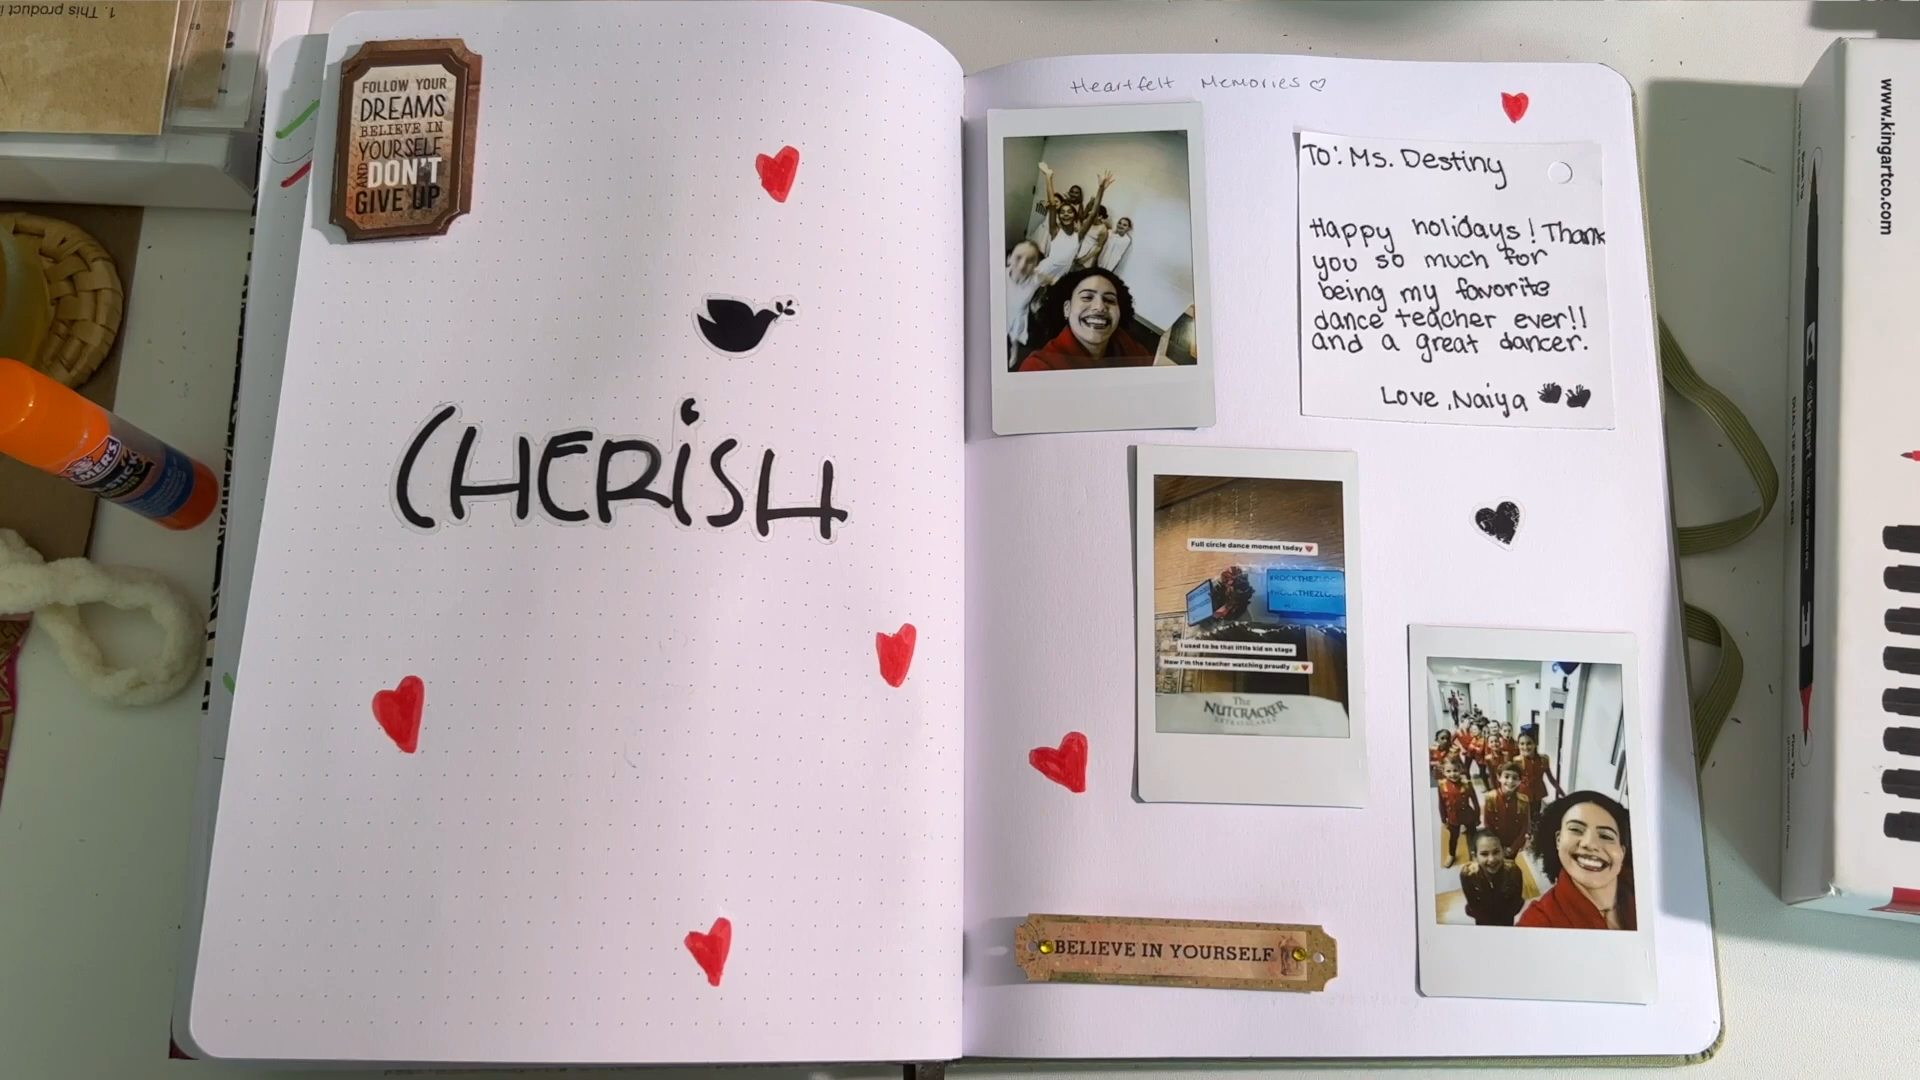 1. This product i
FOLLOW YOUR
DREAMS
BELIEVE IN
YOURSELF
AND DON'T
GIVE UP
CHERiSH
ELMER'S
Heartfelt Memories
To: Ms. Destiny
Happy holidays! Thank
you so much for
being my favorite
dance teacher ever!!
and a great dancer.
Love, Naiya
Full circle dance moment today
#ROCKTHEZLOC
#ROCKTHEZLOC
I used to be that little kid on stage
Now I'm the teacher watching proudly
The
NUTCRACKER
BELIEVE IN YOURSELF
www.kingartco.com